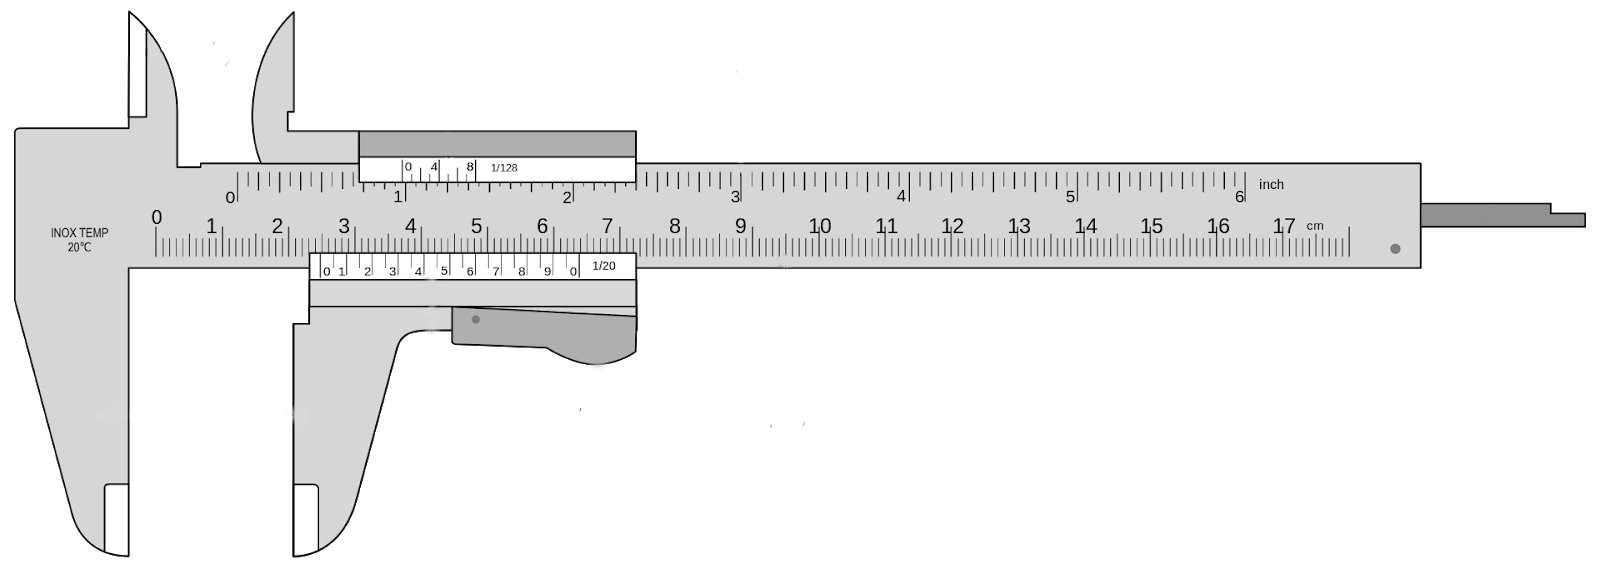 0 4 8 1/128
0 1 2 3 4 5 6 inch
INOX TEMP
20°C
0 1 2 3 4 5 6 7 8 9 10 11 12 13 14 15 16 17 cm
0 1 2 3 4 5 6 7 8 9 0 1/20